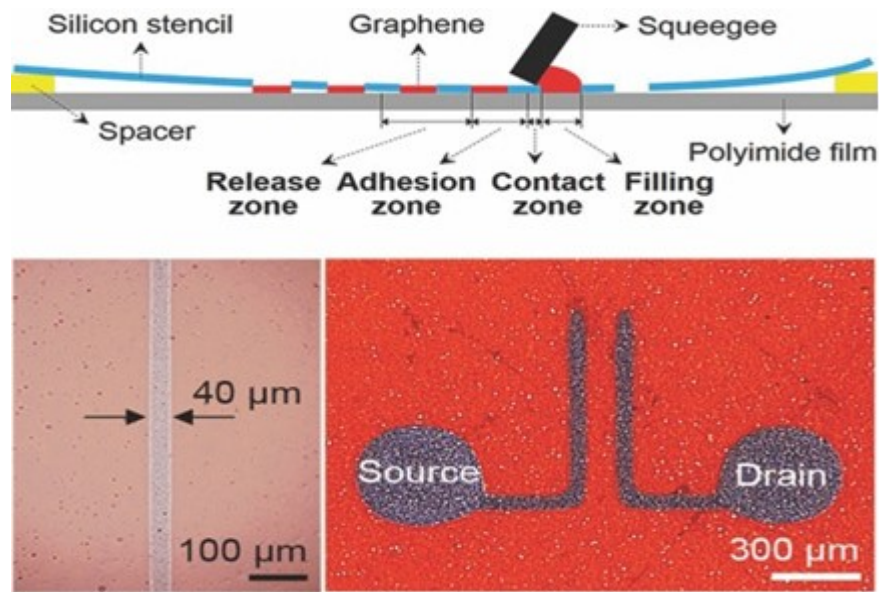 Silicon stencil
Graphene
Squeegee
Spacer
Polyimide film
Release zone
Adhesion zone
Contact zone
Filling zone
40 µm
100 µm
Source
Drain
300 µm